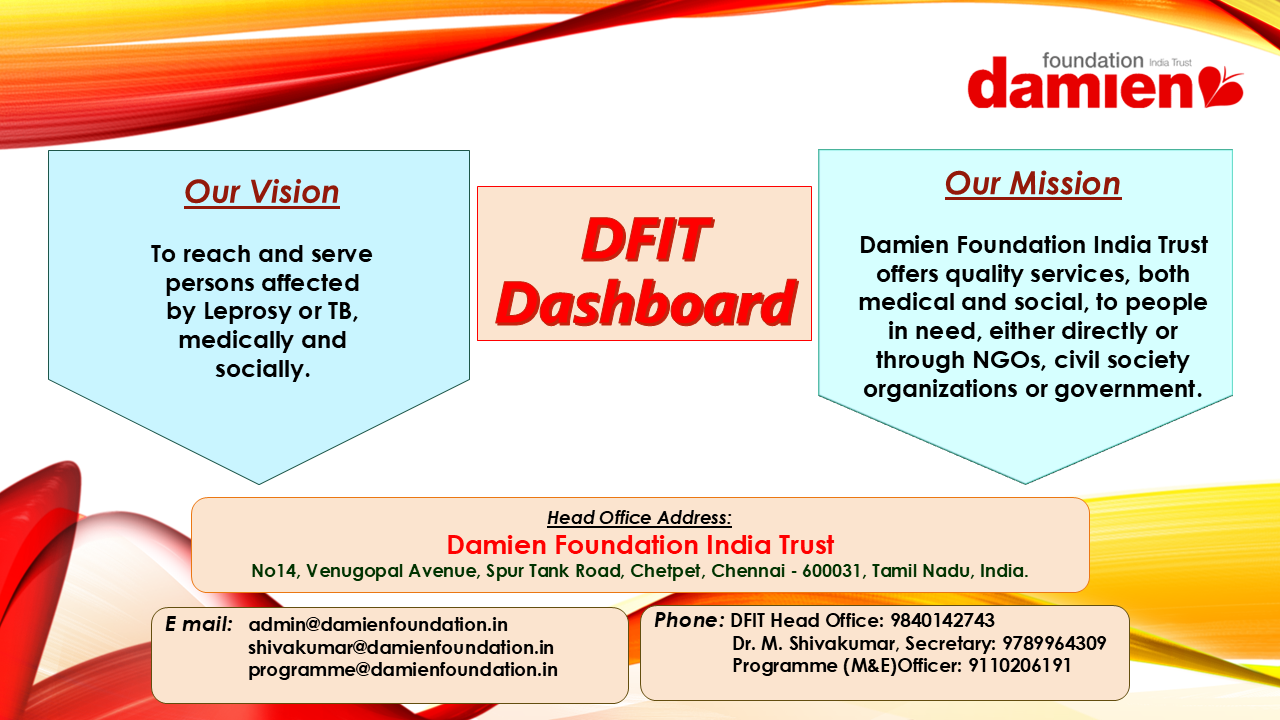 foundation India Trust
damien
Our Vision
To reach and serve
persons affected
by Leprosy or TB,
medically and
socially.
DFIT
Dashboard
Our Mission
Damien Foundation India Trust
offers quality services, both
medical and social, to people
in need, either directly or
through NGOs, civil society
organizations or government.
Head Office Address:
Damien Foundation India Trust
No14, Venugopal Avenue, Spur Tank Road, Chetpet, Chennai - 600031, Tamil Nadu, India.
E mail: admin@damienfoundation.in
shivakumar@damienfoundation.in
programme@damienfoundation.in
Phone: DFIT Head Office: 9840142743
Dr. M. Shivakumar, Secretary: 9789964309
Programme (M&E)Officer: 9110206191